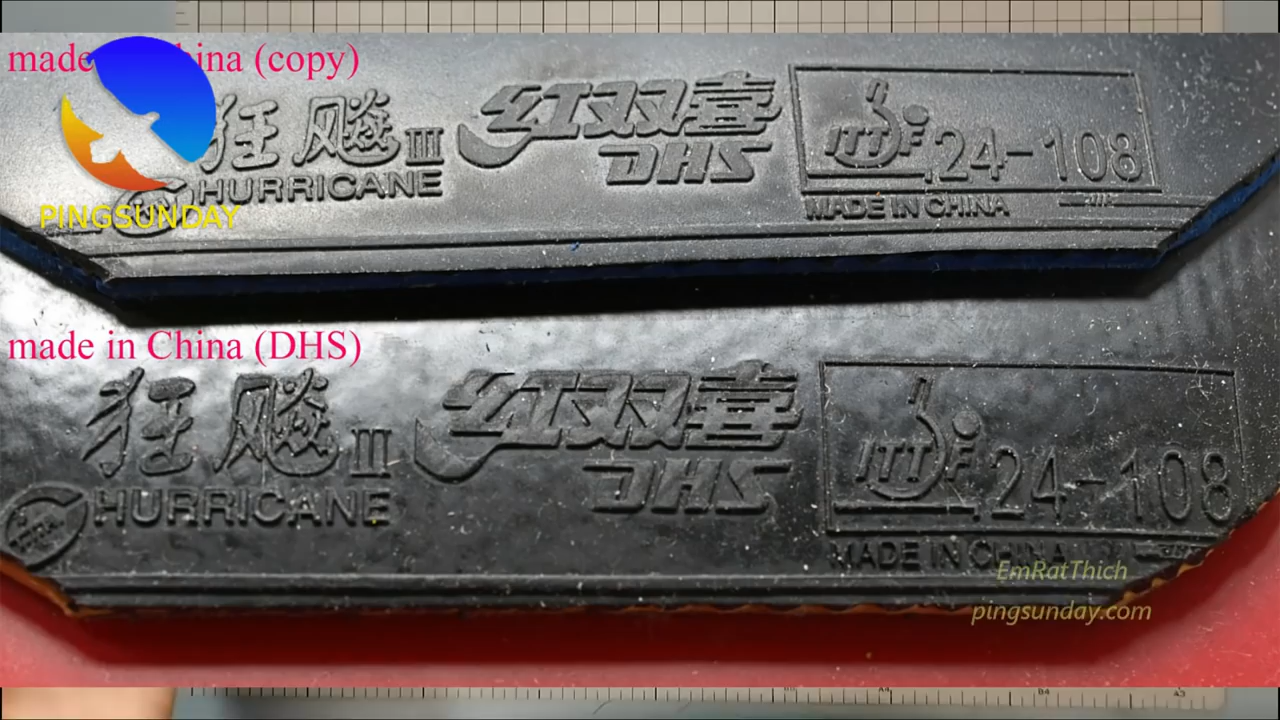 made China (copy)
狂飚III
HURRICANE
红双喜
DHS
ITTF 24-108
MADE IN CHINA
PINGSUNDAY
made in China (DHS)
狂飚III
HURRICANE
红双喜
DHS
ITTF 24-108
MADE IN CHINA
EmRatThich
pingsunday.com
B4
A3